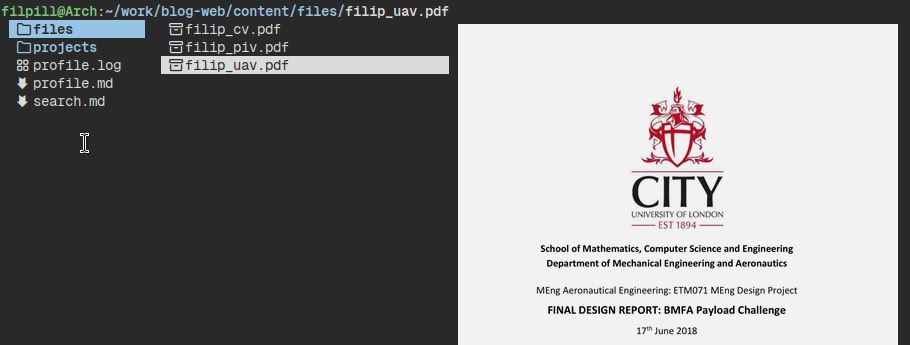 filpill@Arch:~/work/blog-web/content/files/filip_uav.pdf
files
projects
profile.log
profile.md
search.md
filip_cv.pdf
filip_piv.pdf
filip_uav.pdf
CITY
UNIVERSITY OF LONDON
EST 1894
School of Mathematics, Computer Science and Engineering
Department of Mechanical Engineering and Aeronautics
MEng Aeronautical Engineering: ETM071 MEng Design Project
FINAL DESIGN REPORT: BMFA Payload Challenge
17th June 2018